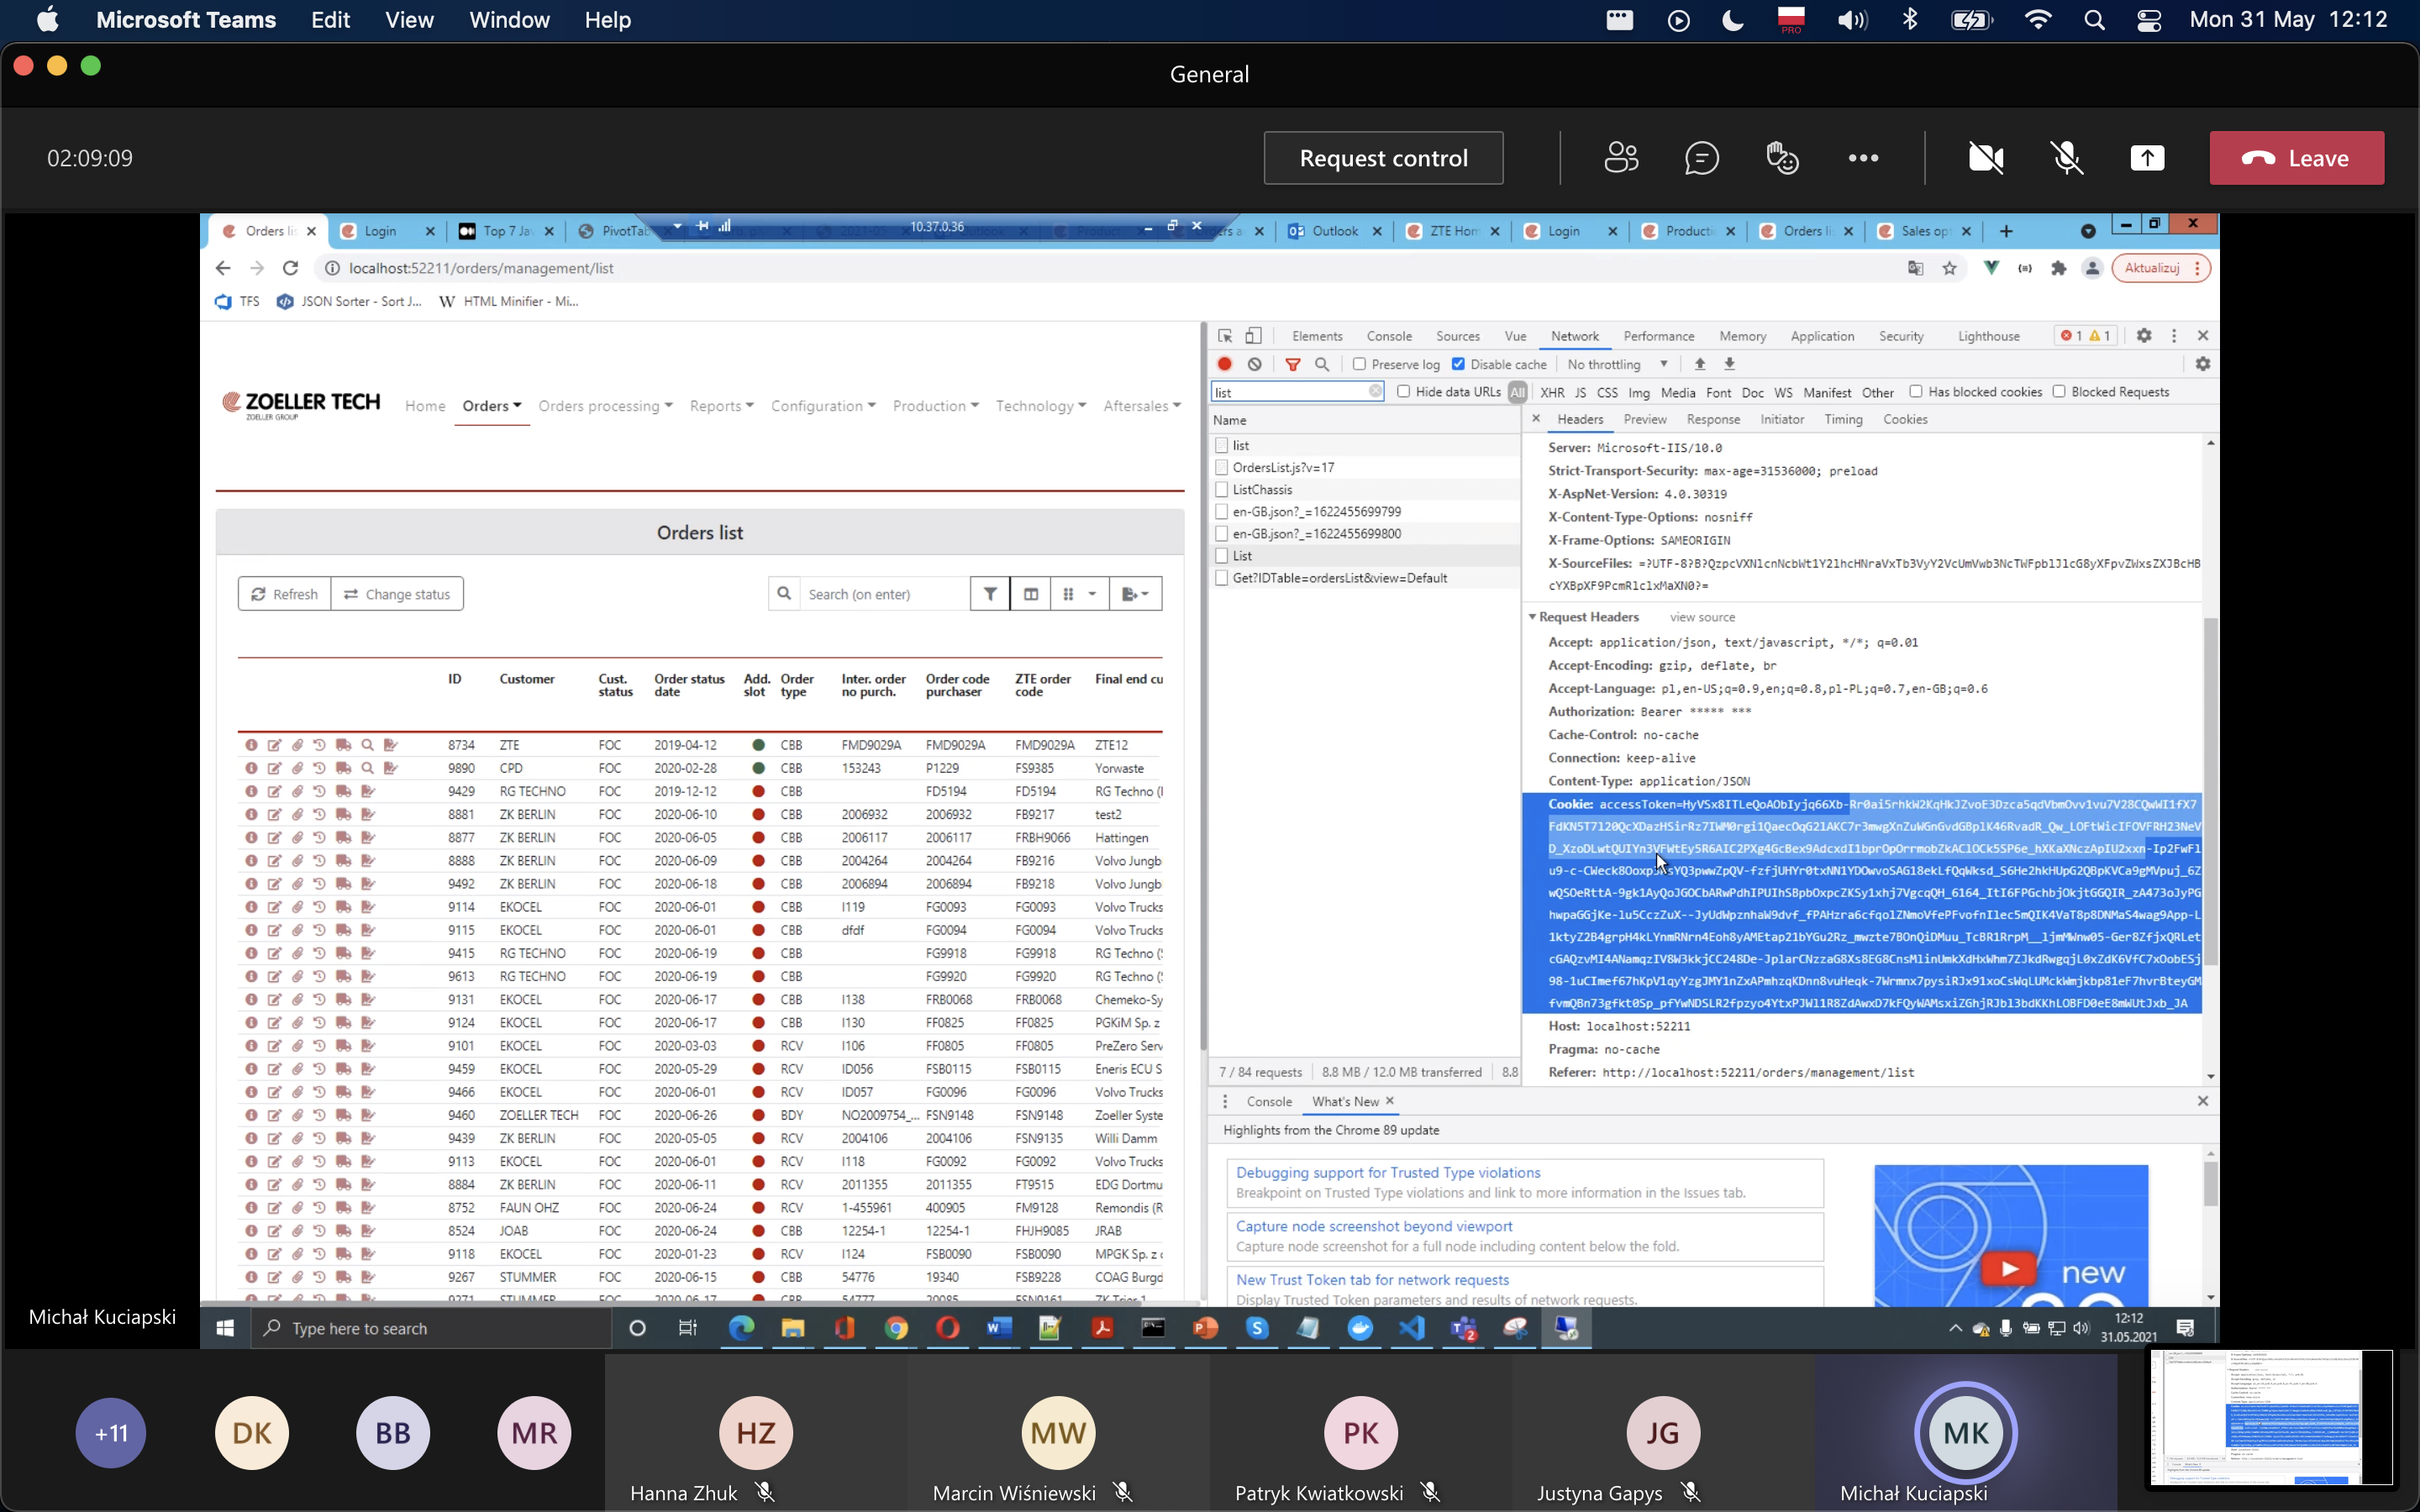 Microsoft Teams Edit View Window Help PRO Mon 31 May 12:12
General
02:09:09 Request control Leave
Orders lis Login Top 7 Jav PivotTab 10.37.0.36 Outlook ZTE Hom Login Productic Orders li Sales op
localhost:52211/orders/management/list Aktualizuj
TFS JSON Sorter - Sort J... W HTML Minifier - Mi...
ZOELLER TECH
ZOELLER GROUP
Home Orders Orders processing Reports Configuration Production Technology Aftersales
Orders list
Refresh Change status Search (on enter)
ID Customer Cust. status Order status date Add. slot Order type Inter. order no purch. Order code purchaser ZTE order code Final end cu
8734 ZTE FOC 2019-04-12 CBB FMD9029A FMD9029A FMD9029A ZTE12
9890 CPD FOC 2020-02-28 CBB 153243 P1229 FS9385 Yorwaste
9429 RG TECHNO FOC 2019-12-12 CBB FD5194 FD5194 RG Techno (
8881 ZK BERLIN FOC 2020-06-10 CBB 2006932 2006932 FB9217 test2
8877 ZK BERLIN FOC 2020-06-05 CBB 2006117 2006117 FRBH9066 Hattingen
8888 ZK BERLIN FOC 2020-06-09 CBB 2004264 2004264 FB9216 Volvo Jungb
9492 ZK BERLIN FOC 2020-06-18 CBB 2006894 2006894 FB9218 Volvo Jungb
9114 EKOCEL FOC 2020-06-01 CBB I119 FG0093 FG0093 Volvo Trucks
9115 EKOCEL FOC 2020-06-01 CBB dfdf FG0094 FG0094 Volvo Trucks
9415 RG TECHNO FOC 2020-06-19 CBB FG9918 FG9918 RG Techno (
9613 RG TECHNO FOC 2020-06-19 CBB FG9920 FG9920 RG Techno (
9131 EKOCEL FOC 2020-06-17 CBB I138 FRB0068 FRB0068 Chemeko-Sy
9124 EKOCEL FOC 2020-06-17 CBB I130 FF0825 FF0825 PGKiM Sp. z
9101 EKOCEL FOC 2020-03-03 RCV I106 FF0805 FF0805 PreZero Serv
9459 EKOCEL FOC 2020-05-29 RCV ID056 FSB0115 FSB0115 Eneris ECU S
9466 EKOCEL FOC 2020-06-01 RCV ID057 FG0096 FG0096 Volvo Trucks
9460 ZOELLER TECH FOC 2020-06-26 BDY NO2009754_... FSN9148 FSN9148 Zoeller Syste
9439 ZK BERLIN FOC 2020-05-05 RCV 2004106 2004106 FSN9135 Willi Damm
9113 EKOCEL FOC 2020-06-01 RCV I118 FG0092 FG0092 Volvo Trucks
8884 ZK BERLIN FOC 2020-06-11 RCV 2011355 2011355 FT9515 EDG Dortmu
8752 FAUN OHZ FOC 2020-06-24 RCV 1-455961 400905 FM9128 Remondis (R
8524 JOAB FOC 2020-06-24 CBB 12254-1 12254-1 FHJH9085 JRAB
9118 EKOCEL FOC 2020-01-23 RCV I124 FSB0090 FSB0090 MPGK Sp. z
9267 STUMMER FOC 2020-06-15 CBB 54776 19340 FSB9228 COAG Burgd
9271 STUMMER FOC 2020-06-17 CBB 54777 20085 FSN9161 ZK Trier 1
Elements Console Sources Vue Network Performance Memory Application Security Lighthouse 1 1
Preserve log Disable cache No throttling
list Hide data URLs All XHR JS CSS Img Media Font Doc WS Manifest Other Has blocked cookies Blocked Requests
Name
list
OrdersList.js?v=17
ListChassis
en-GB.json?_=1622455699799
en-GB.json?_=1622455699800
List
Get?IDTable=ordersList&view=Default
7 / 84 requests 8.8 MB / 12.0 MB transferred 8.8
Headers Preview Response Initiator Timing Cookies
Server: Microsoft-IIS/10.0
Strict-Transport-Security: max-age=31536000; preload
X-AspNet-Version: 4.0.30319
X-Content-Type-Options: nosniff
X-Frame-Options: SAMEORIGIN
X-SourceFiles:
Request Headers view source
Accept: application/json, text/javascript, */*; q=0.01
Accept-Encoding: gzip, deflate, br
Accept-Language: pl,en-US;q=0.9,en;q=0.8,pl-PL;q=0.7,en-GB;q=0.6
Authorization: Bearer ***** ***
Cache-Control: no-cache
Connection: keep-alive
Content-Type: application/JSON
Cookie:
Host: localhost:52211
Pragma: no-cache
Referer: http://localhost:52211/orders/management/list
Console What's New
Highlights from the Chrome 89 update
Debugging support for Trusted Type violations
Breakpoint on Trusted Type violations and link to more information in the Issues tab.
Capture node screenshot beyond viewport
Capture node screenshot for a full node including content below the fold.
New Trust Token tab for network requests
Display Trusted Token parameters and results of network requests.
new
Michał Kuciapski
Type here to search
12:12
31.05.2021
+11 DK BB MR HZ MW PK JG MK
Hanna Zhuk Marcin Wiśniewski Patryk Kwiatkowski Justyna Gapys Michał Kuciapski